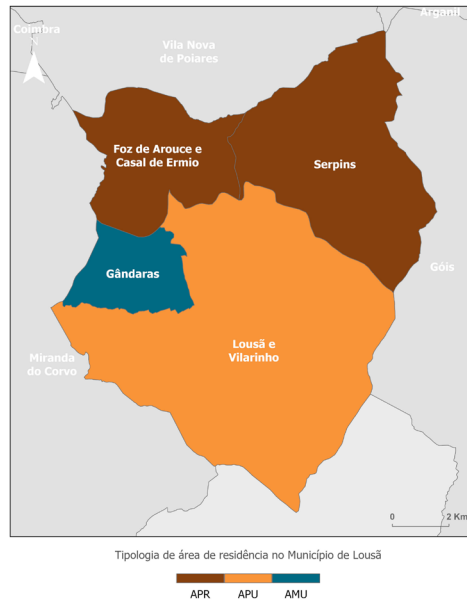 Coimbra
N
Arganil
Vila Nova
de Poiares
Foz de Arouce e
Casal de Ermio
Serpins
Góis
Gândaras
Lousã e
Vilarinho
Miranda
do Corvo
0
2 Km
Tipologia de área de residência no Município de Lousã
APR
APU
AMU